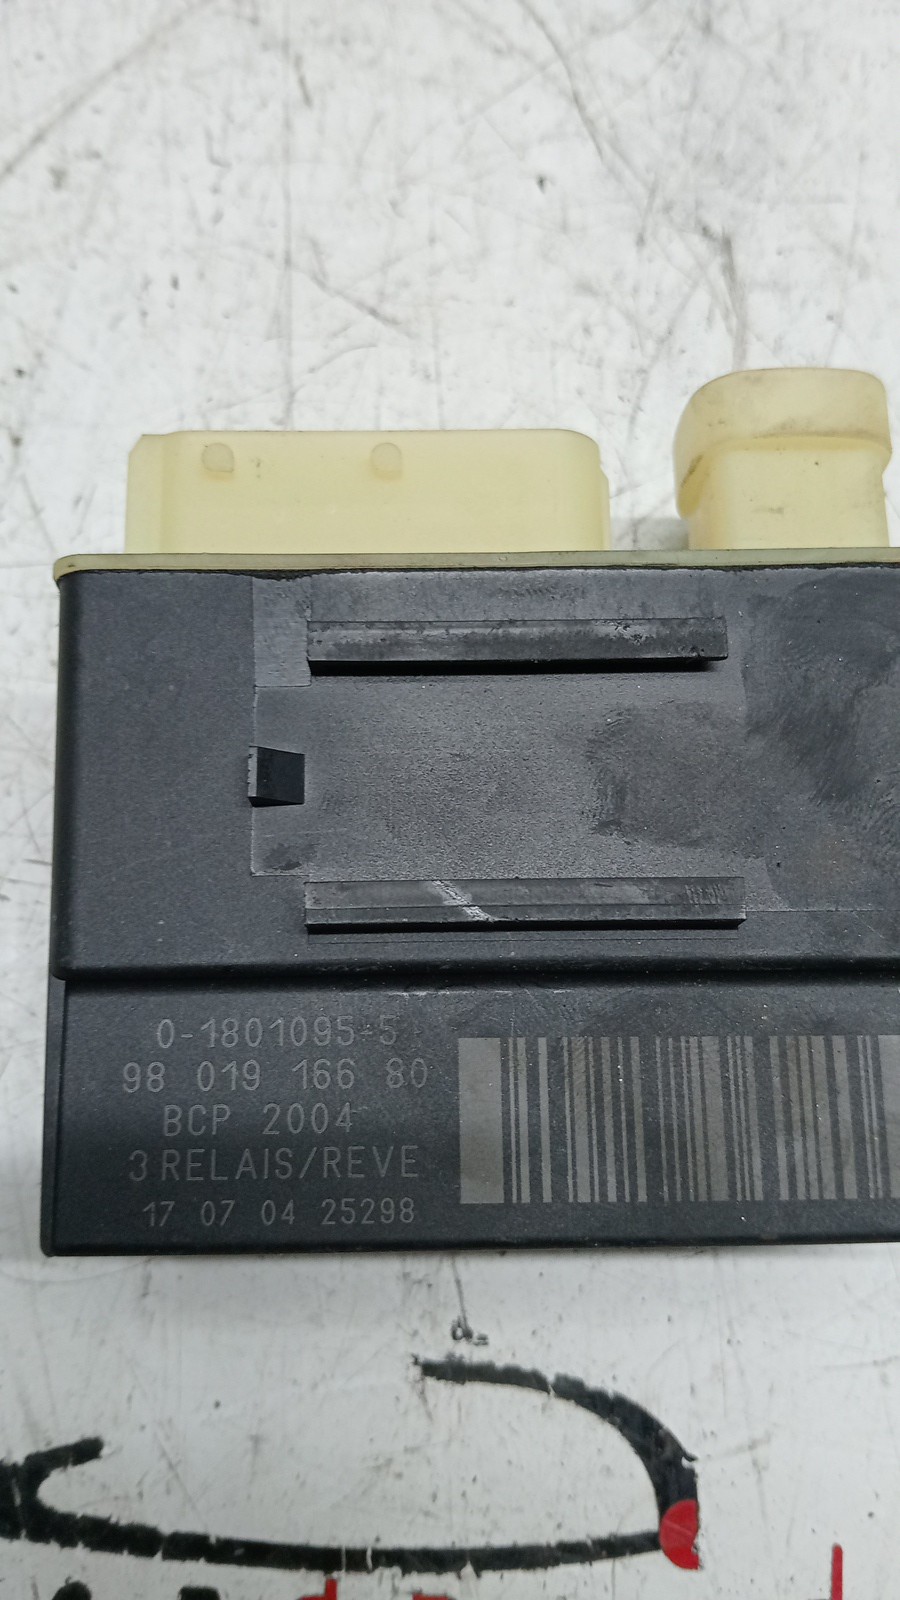 0-1801095-5
98 019 166 80
BCP 2004
3 RELAIS/REVE
17 07 04 25298